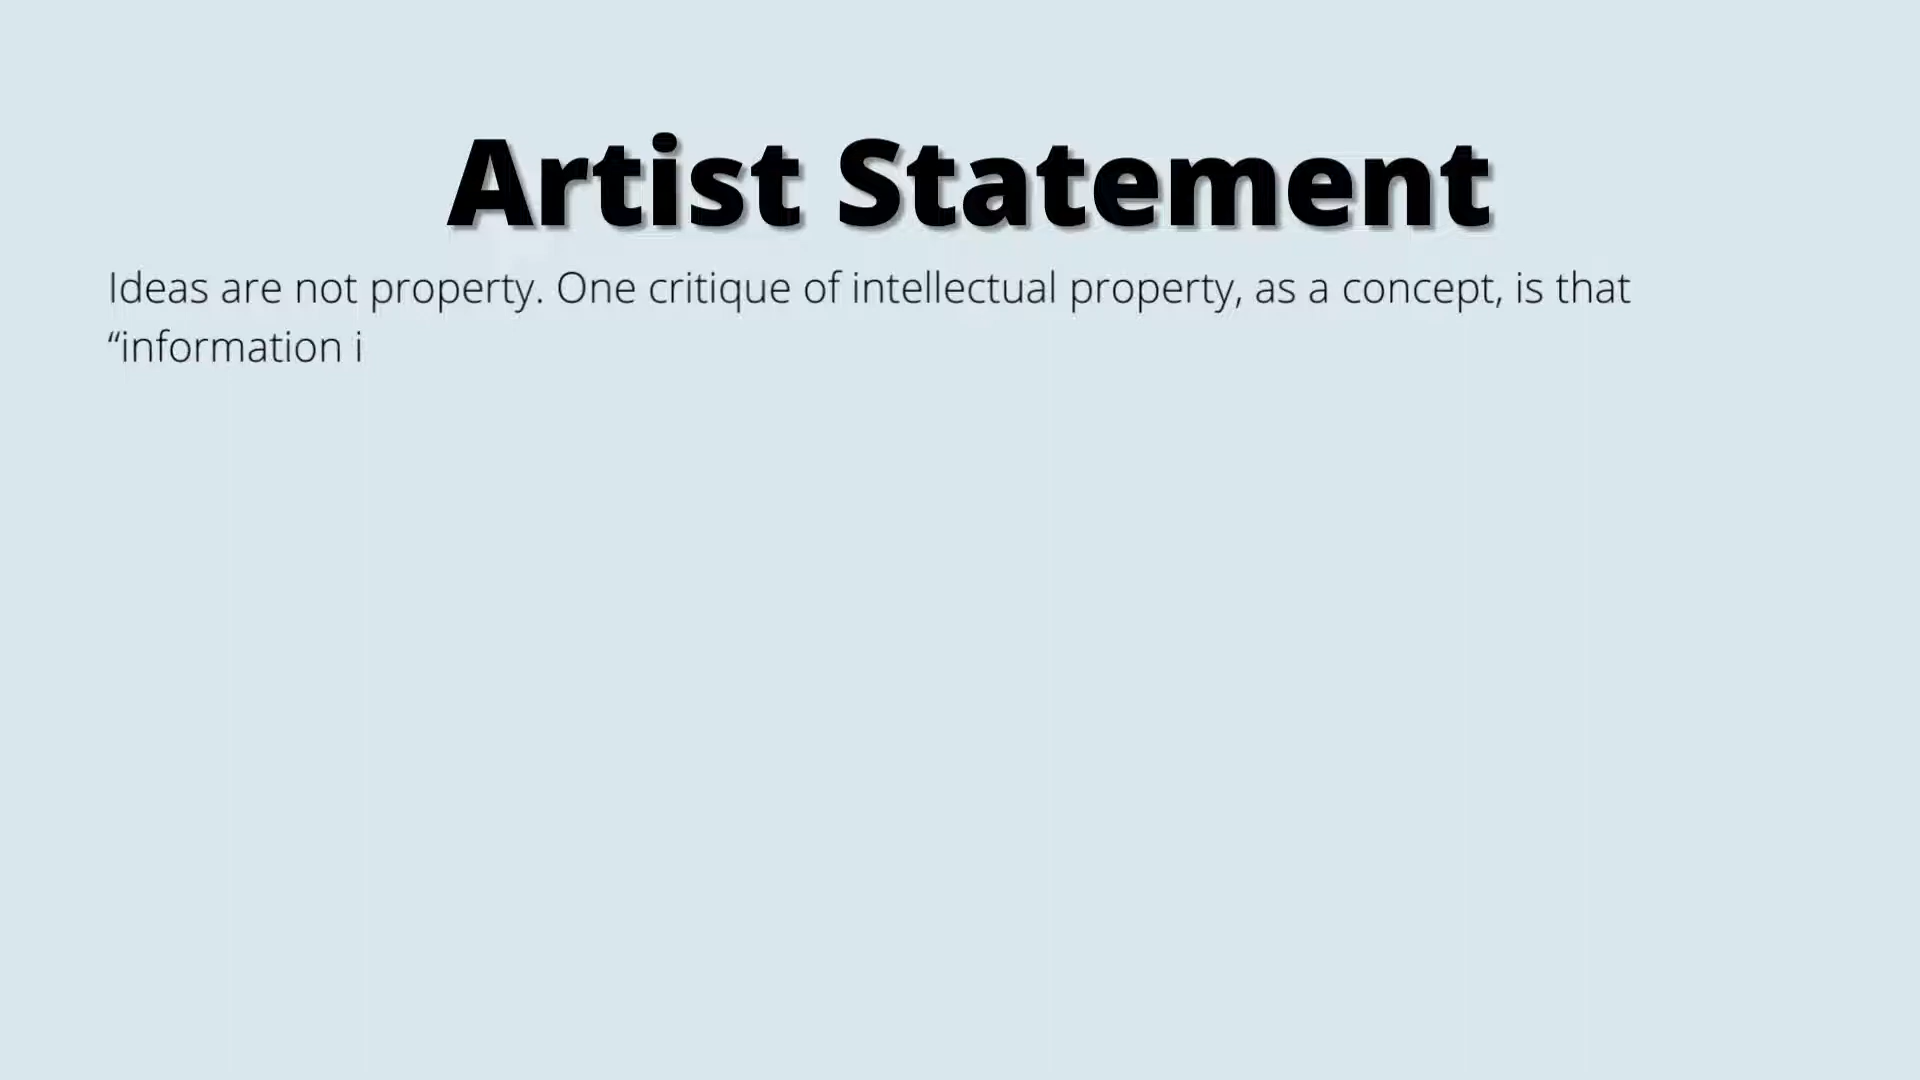 Artist Statement
Ideas are not property. One critique of intellectual property, as a concept, is that
“information i